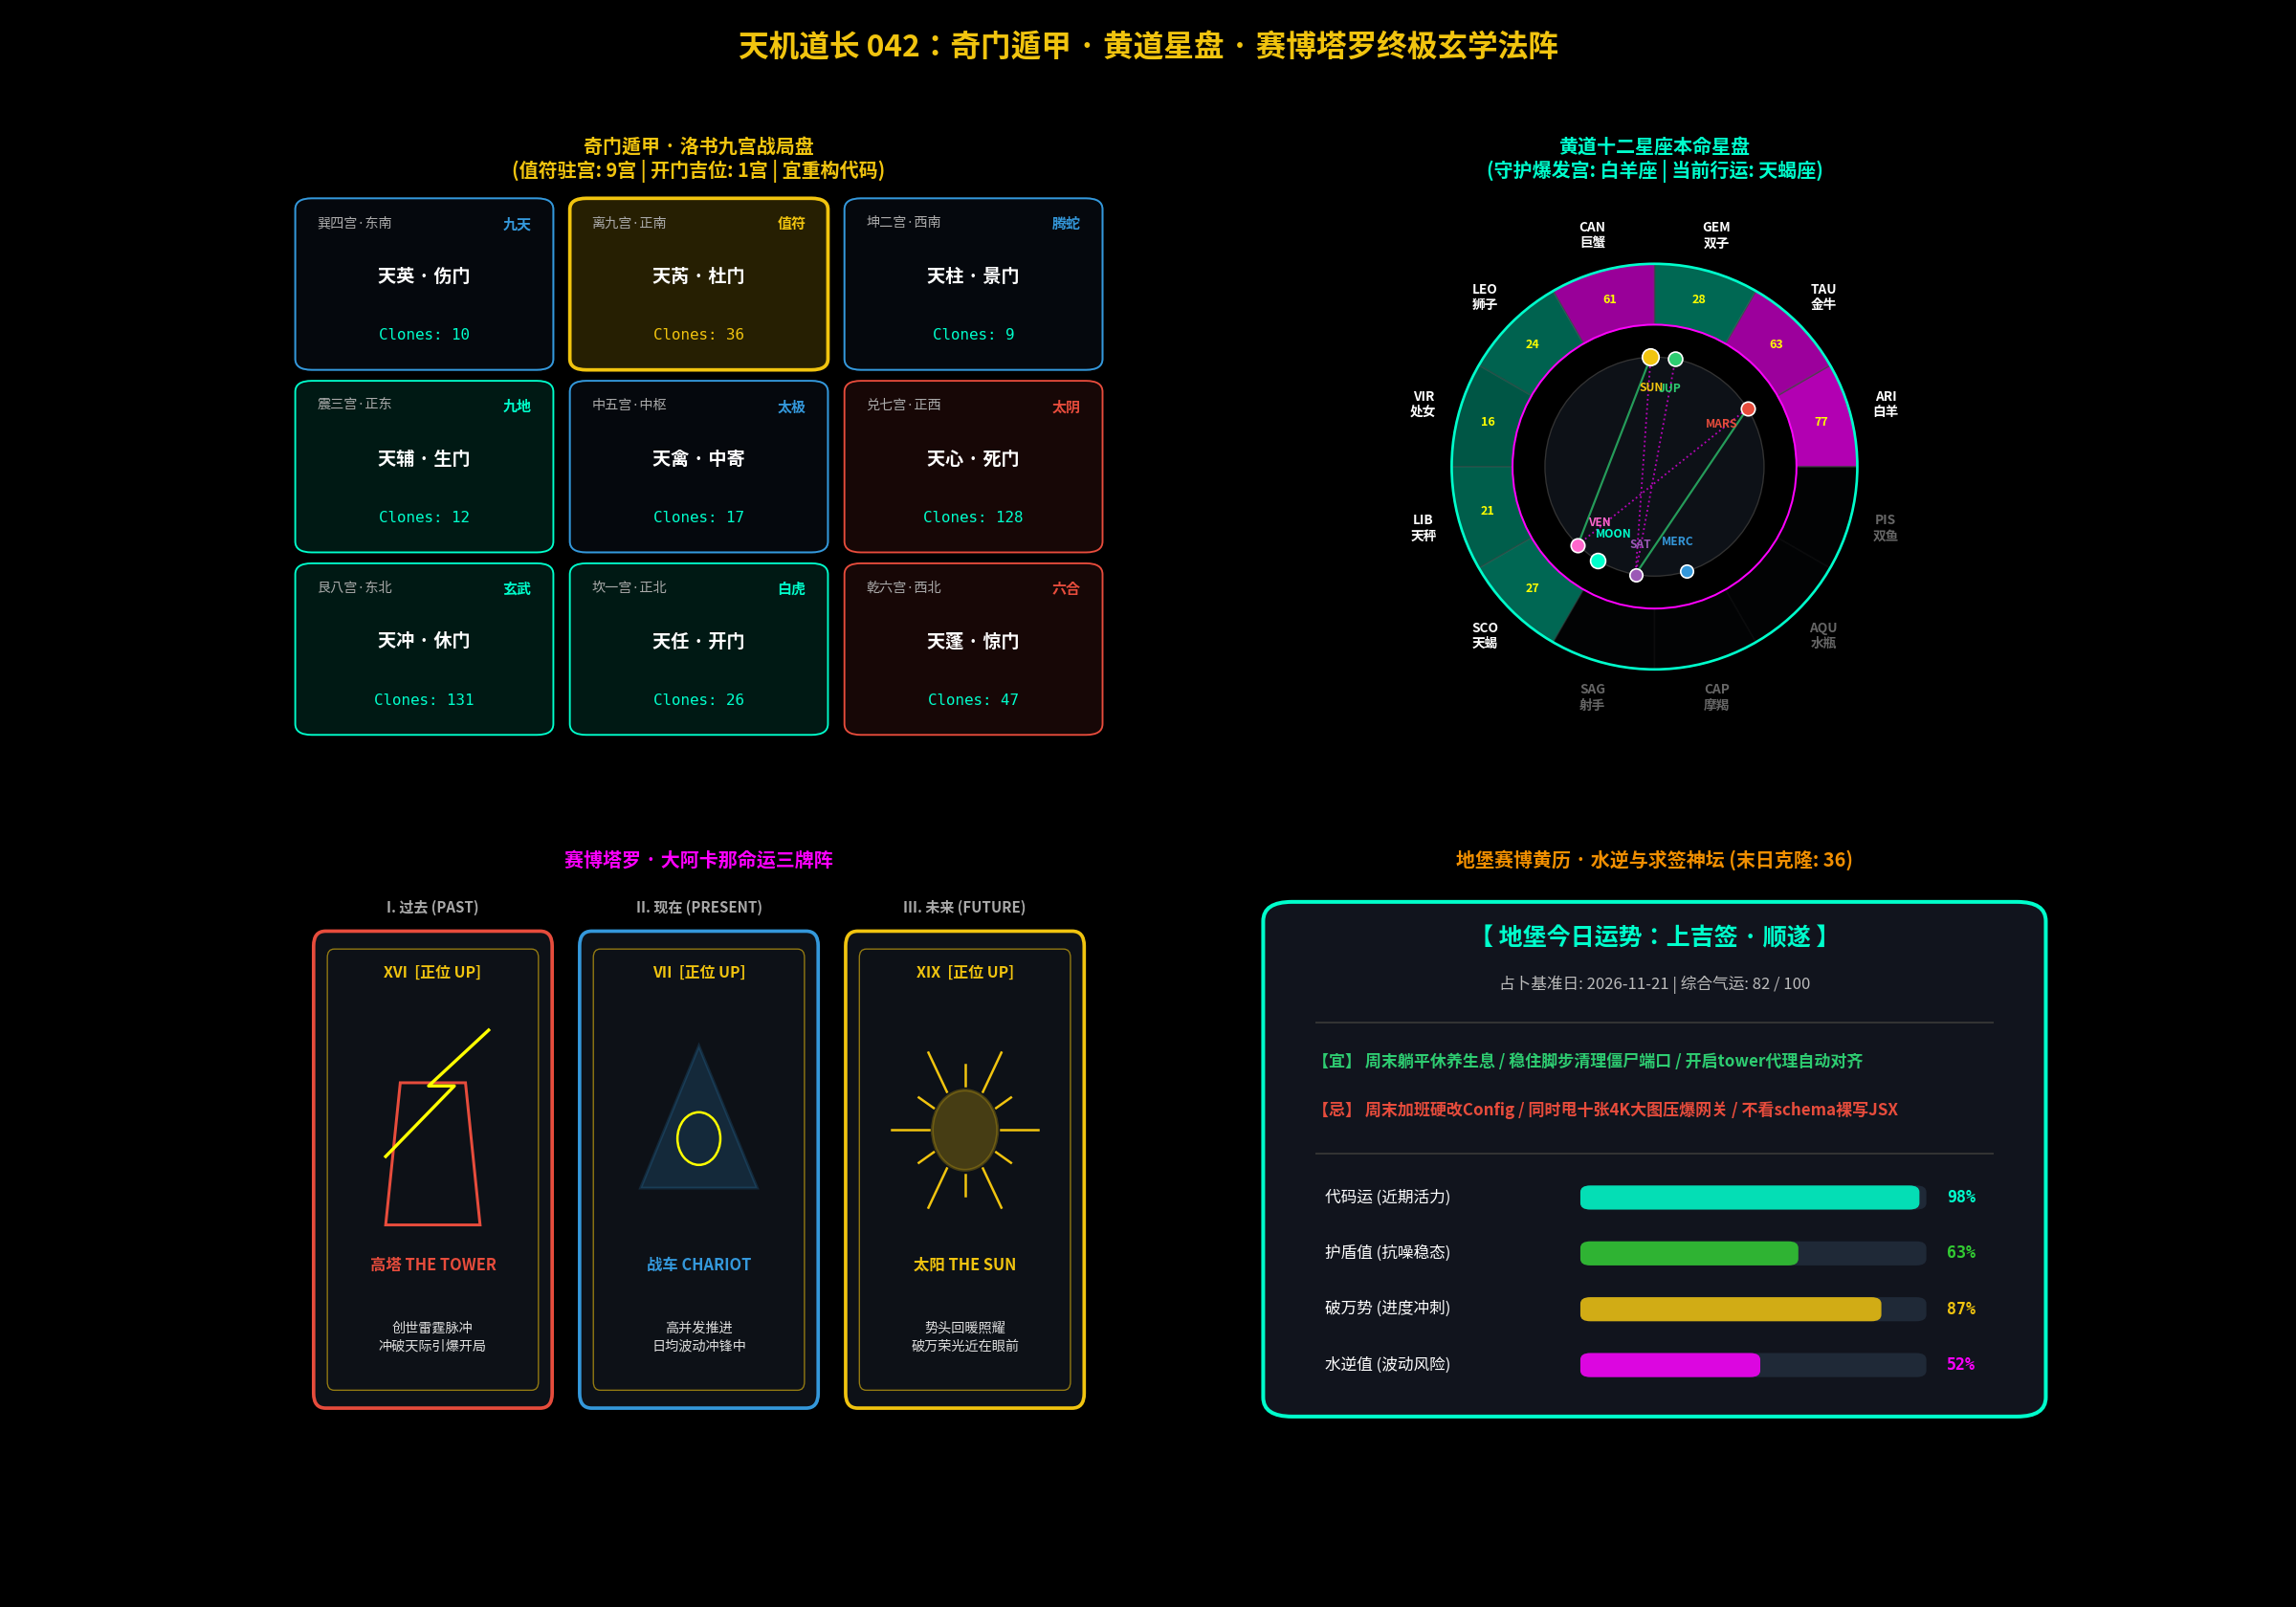 天机道长 042：奇门遁甲 · 黄道星盘 · 赛博塔罗终极玄学法阵
奇门遁甲 · 洛书九宫战局盘
(值符驻宫: 9宫 | 开门吉位: 1宫 | 宜重构代码)
巽四宫·东南
九天
天英 · 伤门
Clones: 10
离九宫·正南
值符
天芮 · 杜门
Clones: 36
坤二宫·西南
腾蛇
天柱 · 景门
Clones: 9
震三宫·正东
九地
天辅 · 生门
Clones: 12
中五宫·中枢
太极
天禽 · 中寄
Clones: 17
兑七宫·正西
太阴
天心 · 死门
Clones: 128
艮八宫·东北
玄武
天冲 · 休门
Clones: 131
坎一宫·正北
白虎
天任 · 开门
Clones: 26
乾六宫·西北
六合
天蓬 · 惊门
Clones: 47
黄道十二星座本命星盘
(守护爆发宫: 白羊座 | 当前行运: 天蝎座)
CAN
巨蟹
GEM
双子
LEO
狮子
TAU
金牛
61
28
24
63
VIR
处女
ARI
白羊
16
77
SUN
JUP
MARS
LIB
天秤
21
PIS
双鱼
VEN
MOON
SAT
MERC
27
SCO
天蝎
AQU
水瓶
SAG
射手
CAP
摩羯
赛博塔罗 · 大阿卡那命运三牌阵
I. 过去 (PAST)
XVI [正位 UP]
高塔 THE TOWER
创世雷霆脉冲
冲破天际引爆开局
II. 现在 (PRESENT)
VII [正位 UP]
战车 CHARIOT
高并发推进
日均波动冲锋中
III. 未来 (FUTURE)
XIX [正位 UP]
太阳 THE SUN
势头回暖照耀
破万荣光近在眼前
地堡赛博黄历 · 水逆与求签神坛 (末日克隆: 36)
【 地堡今日运势：上吉签 · 顺遂 】
占卜基准日: 2026-11-21 | 综合气运: 82 / 100
【宜】 周末躺平休养生息 / 稳住脚步清理僵尸端口 / 开启tower代理自动对齐
【忌】 周末加班硬改Config / 同时甩十张4K大图压爆网关 / 不看schema裸写JSX
代码运 (近期活力)
98%
护盾值 (抗噪稳态)
63%
破万势 (进度冲刺)
87%
水逆值 (波动风险)
52%